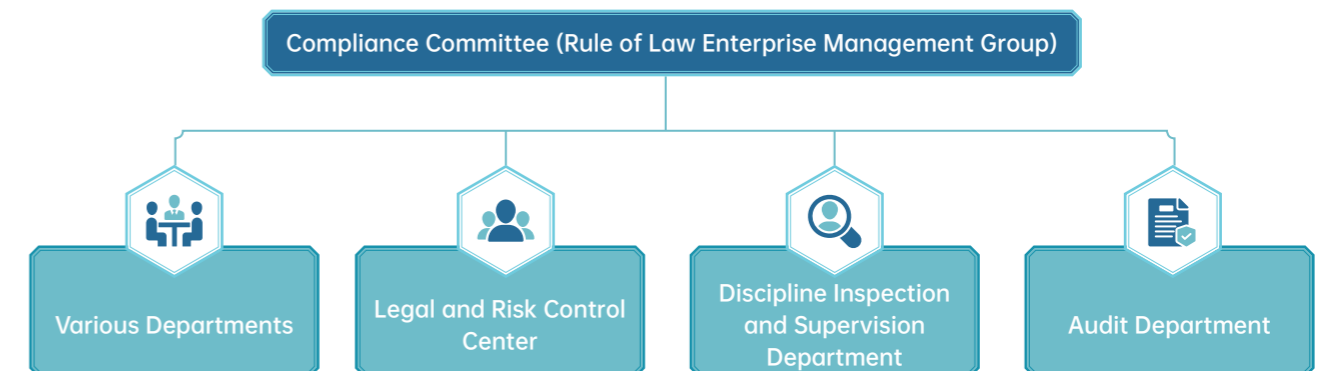 Compliance Committee (Rule of Law Enterprise Management Group)
Various Departments
Legal and Risk Control
Center
Discipline Inspection
and Supervision
Department
Audit Department